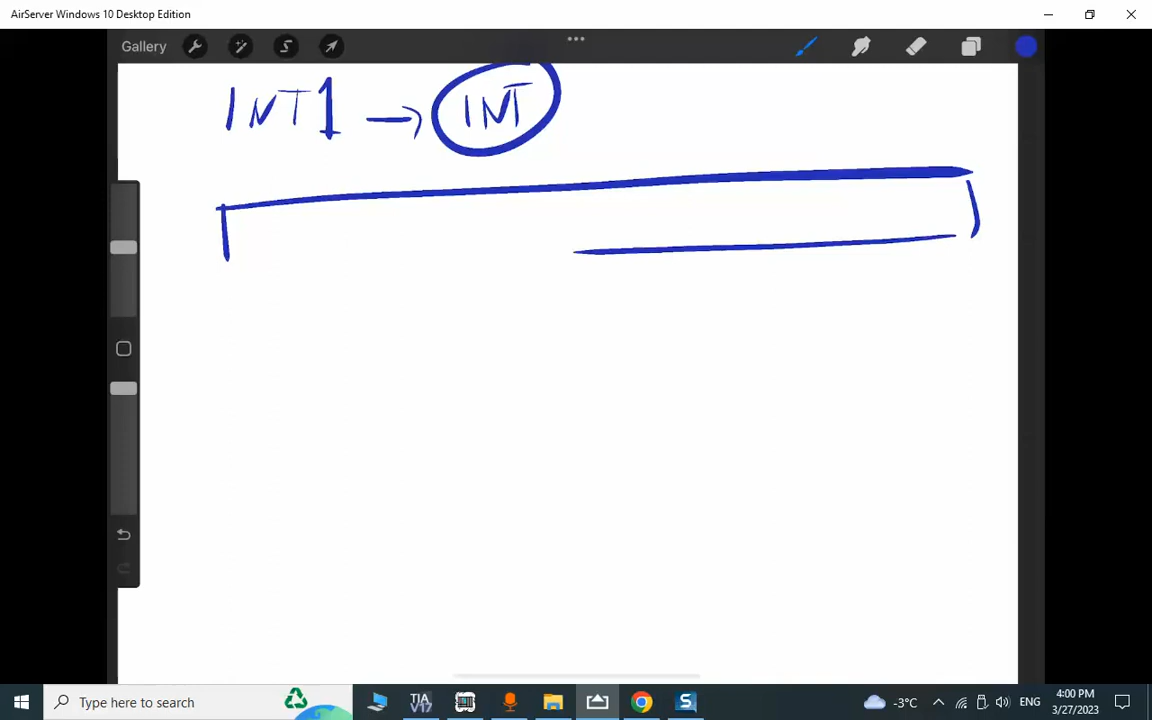 AirServer Windows 10 Desktop Edition
Gallery
INT1 → INT
Type here to search
TIA
V17
S
-3°C
ENG
4:00 PM
3/27/2023